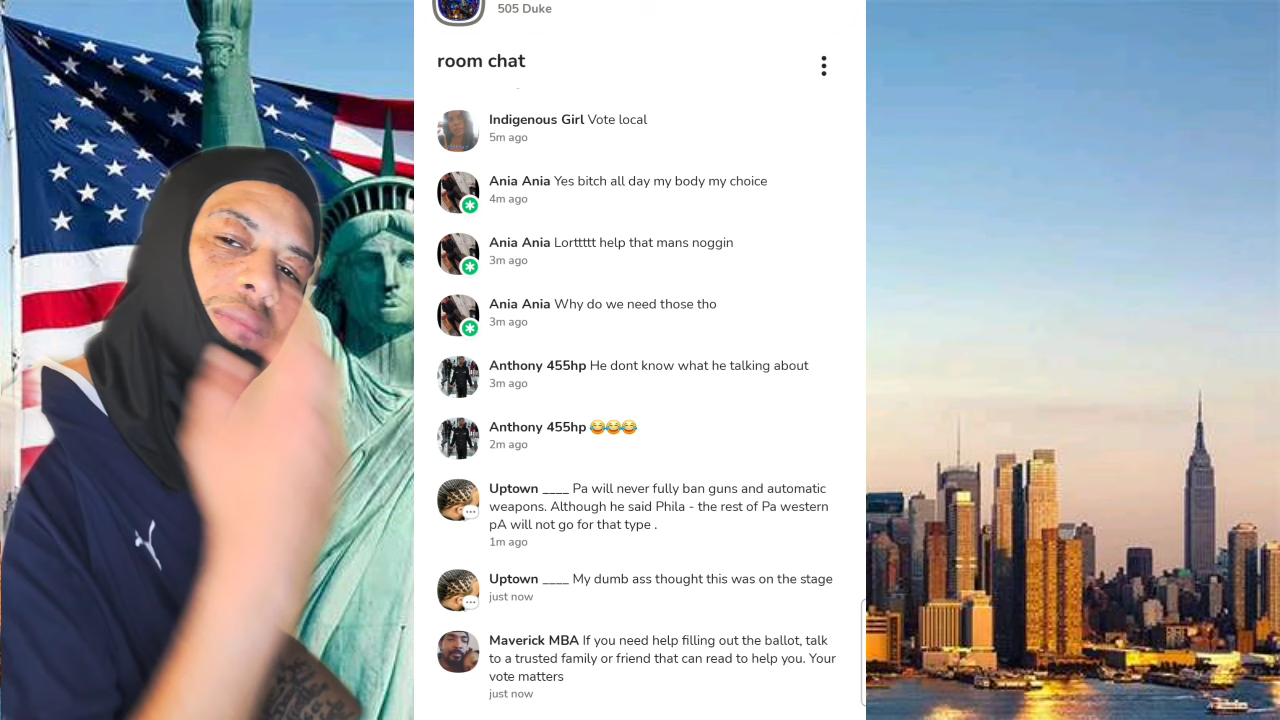 505 Duke
room chat
Indigenous Girl Vote local
5m ago
Ania Ania Yes bitch all day my body my choice
4m ago
Ania Ania Lorttttt help that mans noggin
3m ago
Ania Ania Why do we need those tho
3m ago
Anthony 455hp He dont know what he talking about
3m ago
Anthony 455hp 😂😂😂
2m ago
Uptown ____ Pa will never fully ban guns and automatic
weapons. Although he said Phila - the rest of Pa western
pA will not go for that type .
1m ago
Uptown ____ My dumb ass thought this was on the stage
just now
Maverick MBA If you need help filling out the ballot, talk
to a trusted family or friend that can read to help you. Your
vote matters
just now